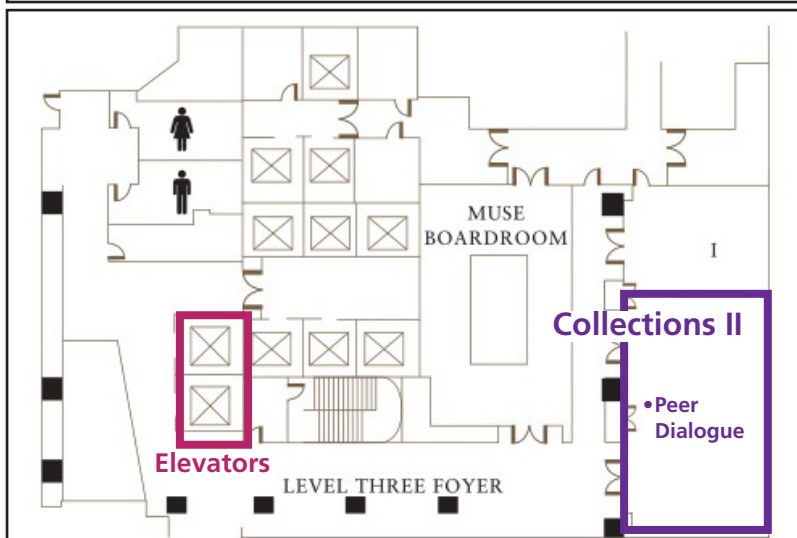 MUSE
BOARDROOM
I
Collections II
•Peer
Dialogue
Elevators
LEVEL THREE FOYER